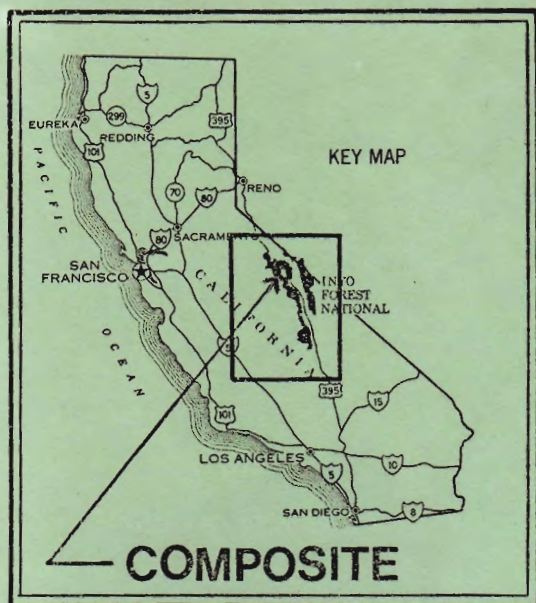 KEY MAP
5
299
395
EUREKA
REDDING
101
PACIFIC
RENO
70
80
80
SACRAMENTO
SAN
FRANCISCO
CALIFORNIA
INYO
FOREST
NATIONAL
OCEAN
5
395
15
101
LOS ANGELES
10
5
SAN DIEGO
8
COMPOSITE